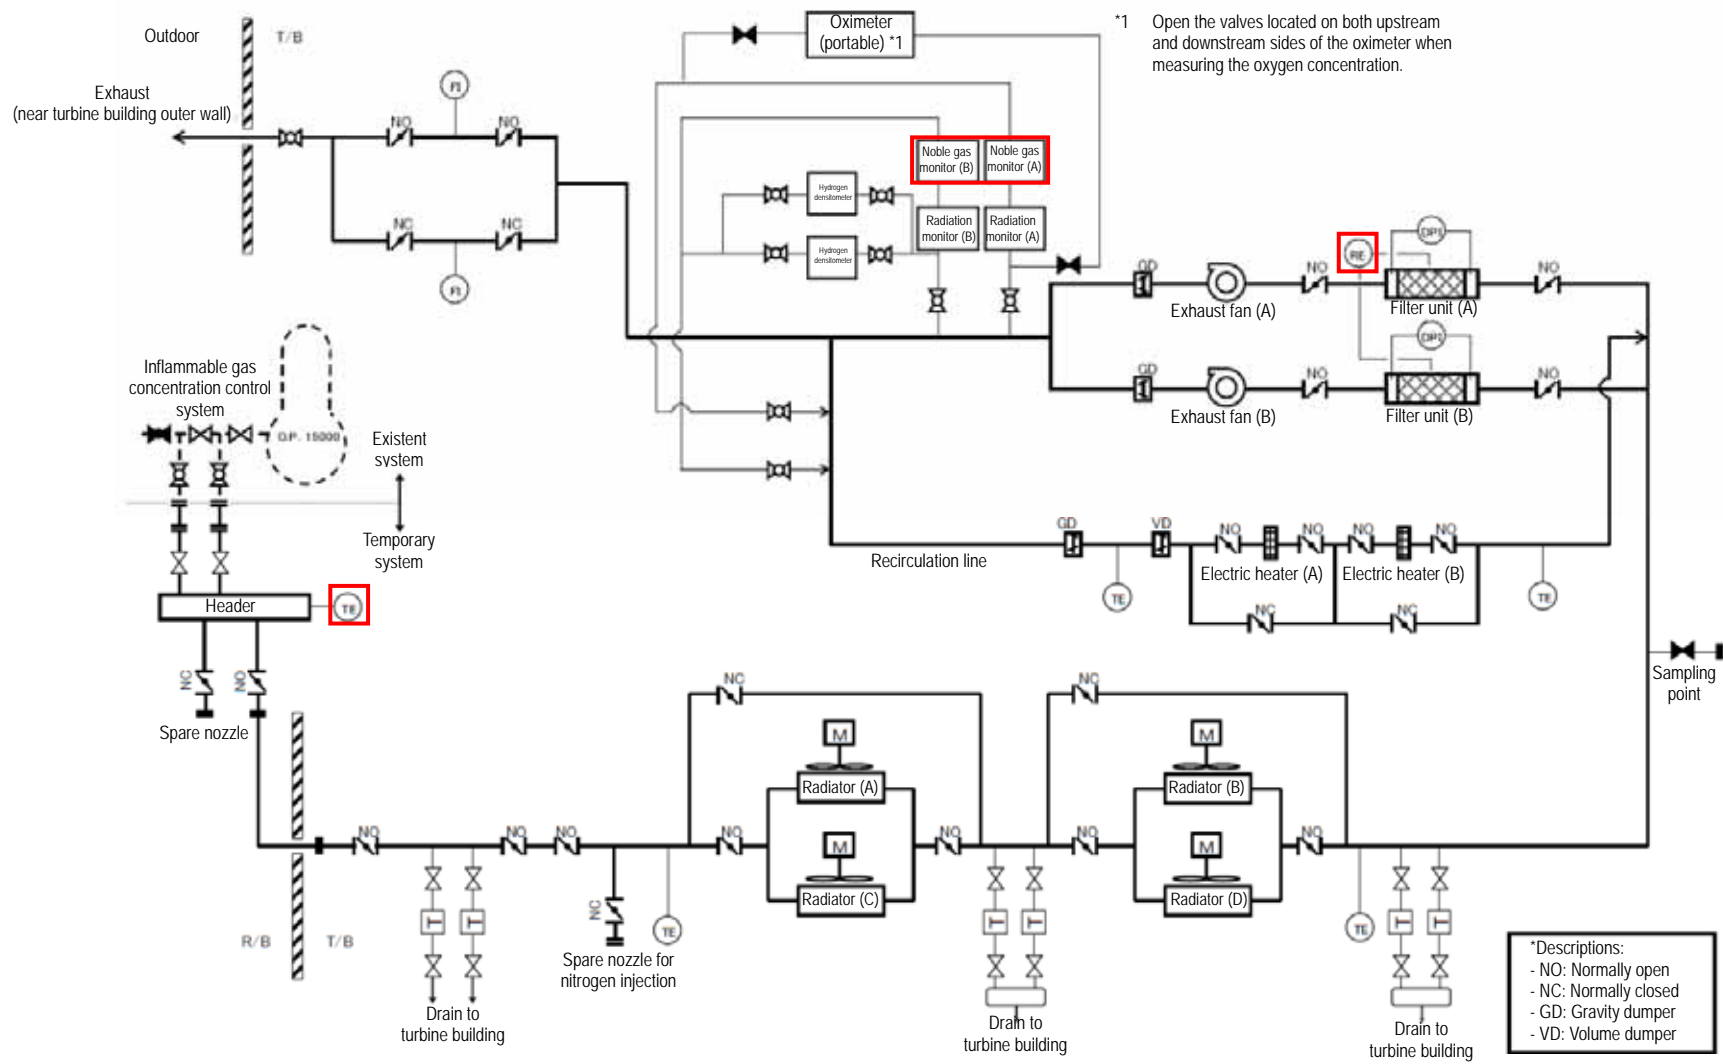 Outdoor
T/B
Exhaust
(near turbine building outer wall)
FI
NO
NO
NC
NC
FI
Oximeter
(portable) *1
*1 Open the valves located on both upstream
and downstream sides of the oximeter when
measuring the oxygen concentration.
Noble gas
monitor (B)
Noble gas
monitor (A)
Hydrogen
densitometer
Radiation
monitor (B)
Radiation
monitor (A)
Hydrogen
densitometer
GD
Exhaust fan (A)
NO
RE
DPI
Filter unit (A)
NO
GD
Exhaust fan (B)
NO
DPI
Filter unit (B)
NO
Inflammable gas
concentration control
system
O.P. 15000
Existent
system
Temporary
system
Header
TE
NC
NO
Spare nozzle
Recirculation line
GD
VD
TE
NO
NO
NO
NO
Electric heater (A)
Electric heater (B)
NC
NC
TE
Sampling
point
R/B
T/B
NO
NO
NO
T
T
Drain to
turbine building
NC
Spare nozzle for
nitrogen injection
TE
NC
NO
M
Radiator (A)
M
Radiator (C)
NO
T
T
Drain to
turbine building
NC
NO
M
Radiator (B)
M
Radiator (D)
NO
TE
T
T
Drain to
turbine building
*Descriptions:
- NO: Normally open
- NC: Normally closed
- GD: Gravity dumper
- VD: Volume dumper